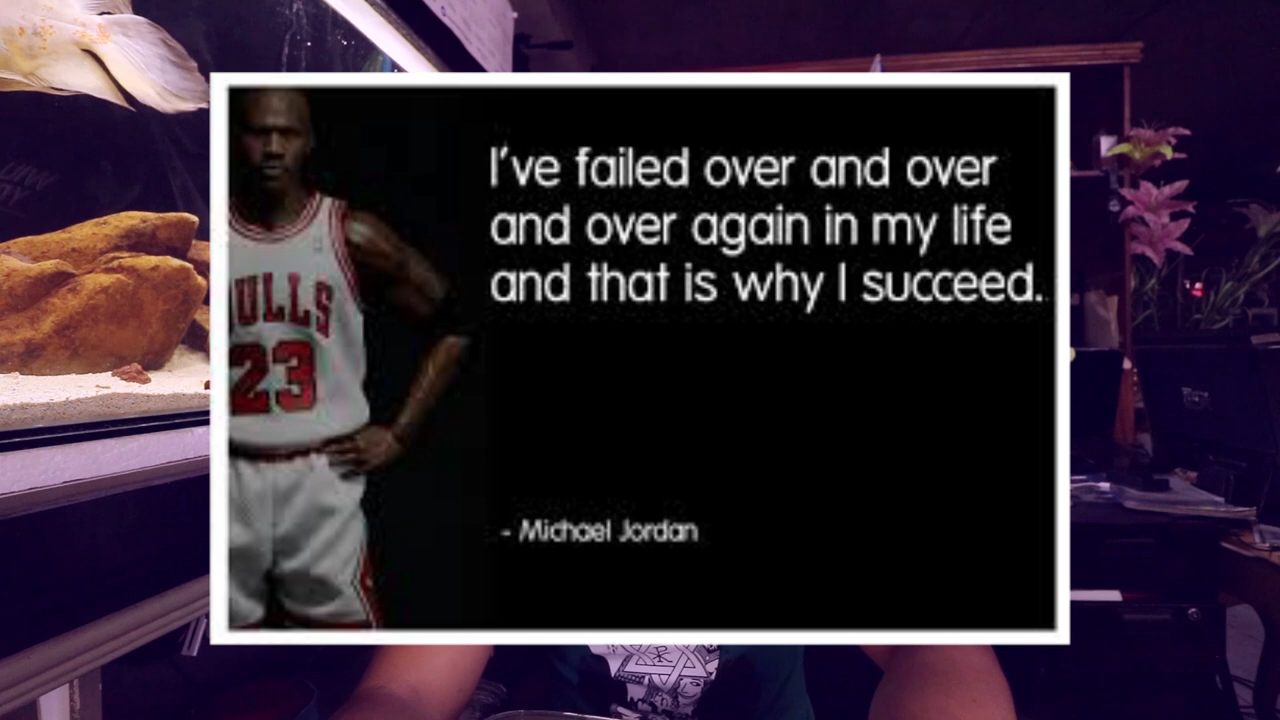 I've failed over and over
and over again in my life
and that is why I succeed.
BULLS
23
- Michael Jordan